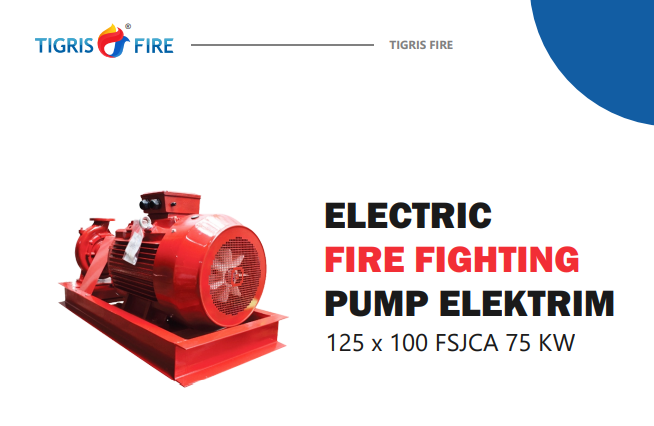 TIGRIS FIRE®
TIGRIS FIRE
ELECTRIC
FIRE FIGHTING
PUMP ELEKTRIM
125 x 100 FSJCA 75 KW